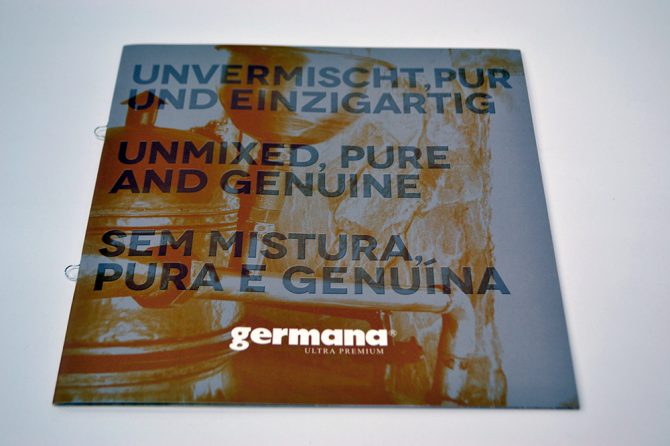 UNVERMISCHT, PUR
UND EINZIGARTIG
UNMIXED, PURE
AND GENUINE
SEM MISTURA,
PURA E GENUÍNA
germana®
ULTRA PREMIUM